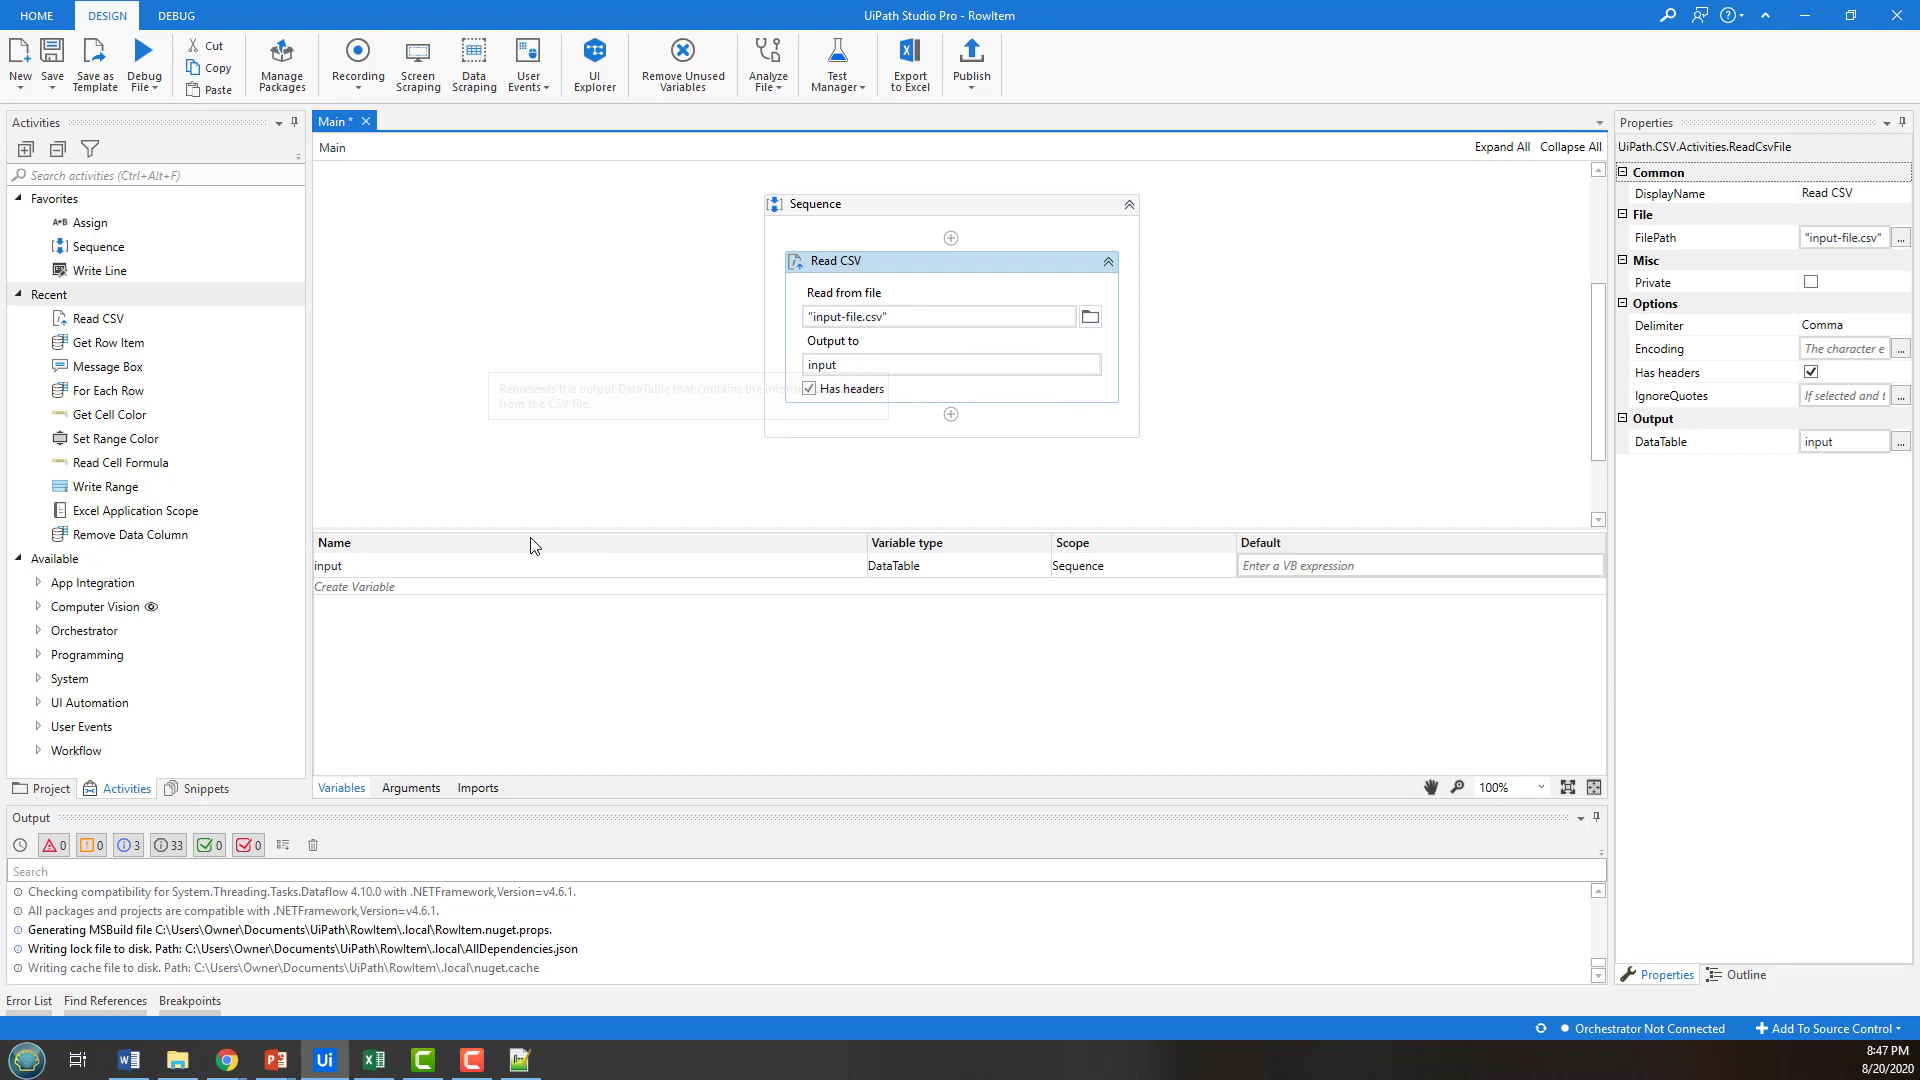 HOME DESIGN DEBUG
UiPath Studio Pro - RowItem
New
Save
Save as
Template
Debug
File
Cut
Copy
Paste
Manage
Packages
Recording
Screen
Scraping
Data
Scraping
User
Events
UI
Explorer
Remove Unused
Variables
Analyze
File
Test
Manager
Export
to Excel
Publish
Activities
Search activities (Ctrl+Alt+F)
Favorites
A+B Assign
Sequence
Write Line
Recent
Read CSV
Get Row Item
Message Box
For Each Row
Get Cell Color
Set Range Color
Read Cell Formula
Write Range
Excel Application Scope
Remove Data Column
Available
App Integration
Computer Vision
Orchestrator
Programming
System
UI Automation
User Events
Workflow
Project Activities Snippets
Main *
Main
Expand All Collapse All
Sequence
Read CSV
Read from file
"input-file.csv"
Output to
input
Has headers
Represents the output DataTable that contains the inform
from the CSV file.
Name Variable type Scope Default
input DataTable Sequence Enter a VB expression
Create Variable
Variables Arguments Imports
100%
Properties
UiPath.CSV.Activities.ReadCsvFile
Common
DisplayName Read CSV
File
FilePath "input-file.csv" ...
Misc
Private
Options
Delimiter Comma
Encoding The character e ...
Has headers
IgnoreQuotes If selected and t ...
Output
DataTable input ...
Properties Outline
Output
0 0 3 33 0 0
Search
Checking compatibility for System.Threading.Tasks.Dataflow 4.10.0 with .NETFramework,Version=v4.6.1.
All packages and projects are compatible with .NETFramework,Version=v4.6.1.
Generating MSBuild file C:\Users\Owner\Documents\UiPath\RowItem\.local\RowItem.nuget.props.
Writing lock file to disk. Path: C:\Users\Owner\Documents\UiPath\RowItem\.local\AllDependencies.json
Writing cache file to disk. Path: C:\Users\Owner\Documents\UiPath\RowItem\.local\nuget.cache
Error List Find References Breakpoints
Orchestrator Not Connected
Add To Source Control
Ui
8:47 PM
8/20/2020